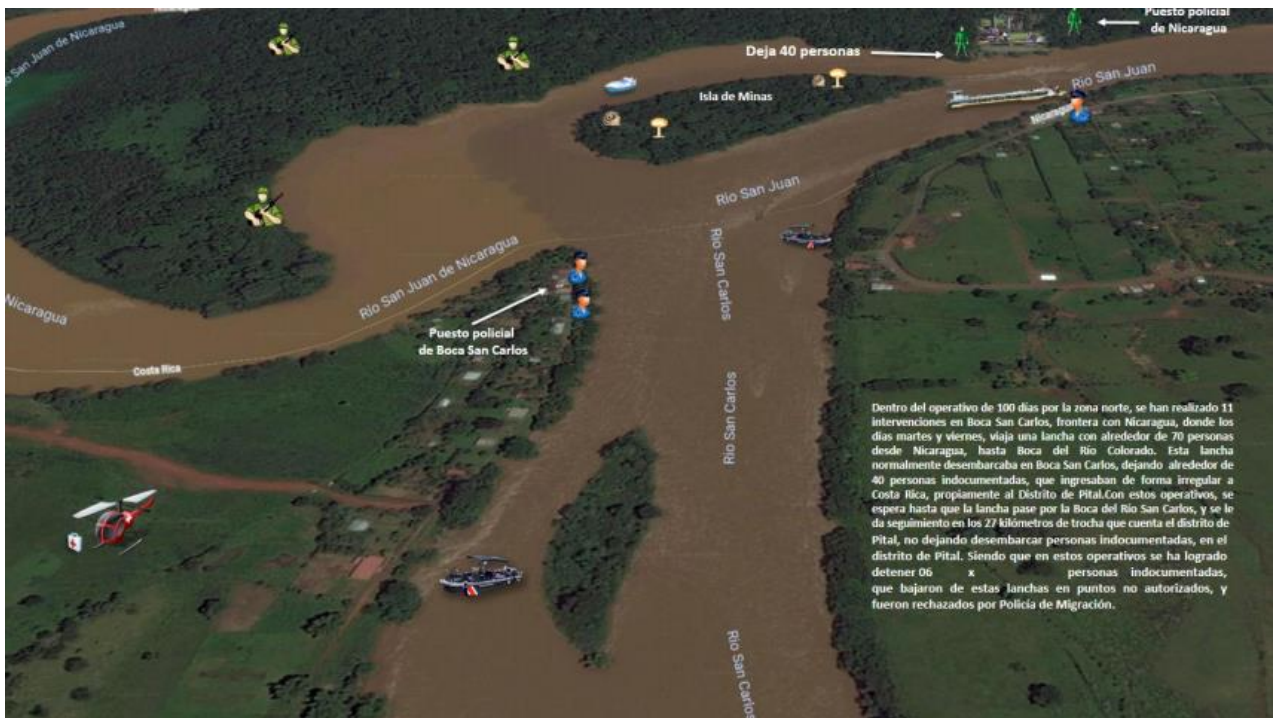 Nicaragua
Río San Juan de Nicaragua
Puesto policial
de Nicaragua
Deja 40 personas
Río San Juan
Isla de Minas
Nicaragua
Río San Juan
Río San Juan de Nicaragua
Nicaragua
Río San Carlos
Puesto policial
de Boca San Carlos
Costa Rica
Río San Carlos
Dentro del operativo de 100 días por la zona norte, se han realizado 11
intervenciones en Boca San Carlos, frontera con Nicaragua, donde los
días martes y viernes, viaja una lancha con alrededor de 70 personas
desde Nicaragua, hasta Boca del Río Colorado. Esta lancha
normalmente desembarcaba en Boca San Carlos, dejando alrededor de
40 personas indocumentadas, que ingresaban de forma irregular a
Costa Rica, propiamente al Distrito de Pital.Con estos operativos, se
espera hasta que la lancha pase por la Boca del Río San Carlos, y se le
da seguimiento en los 27 kilómetros de trocha que cuenta el distrito de
Pital, no dejando desembarcar personas indocumentadas, en el
distrito de Pital. Siendo que en estos operativos se ha logrado
detener 06 x personas indocumentadas,
que bajaron de estas lanchas en puntos no autorizados, y
fueron rechazados por Policía de Migración.
Río San Carlos